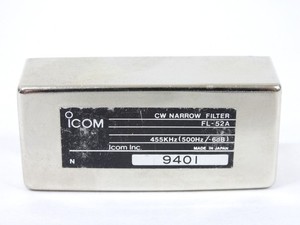 ICOM
CW NARROW FILTER
FL-52A
455KHz (500Hz/-6dB)
Icom Inc MADE IN JAPAN
N 9401